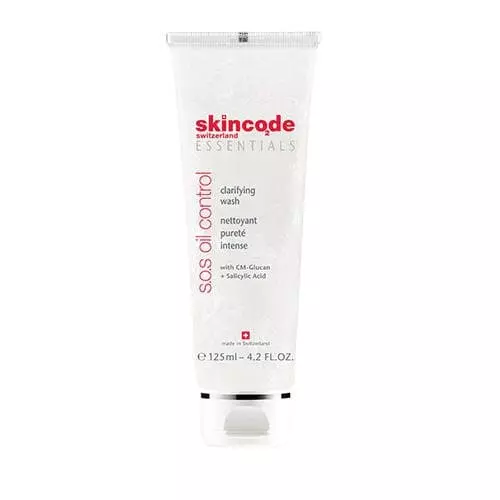 skincode
2
switzerland
ESSENTIALS
s.o.s oil control
clarifying
wash
nettoyant
pureté
intense
with CM-Glucan
+ Salicylic Acid
made in Switzerland
℮ 125ml – 4.2 FL.OZ.